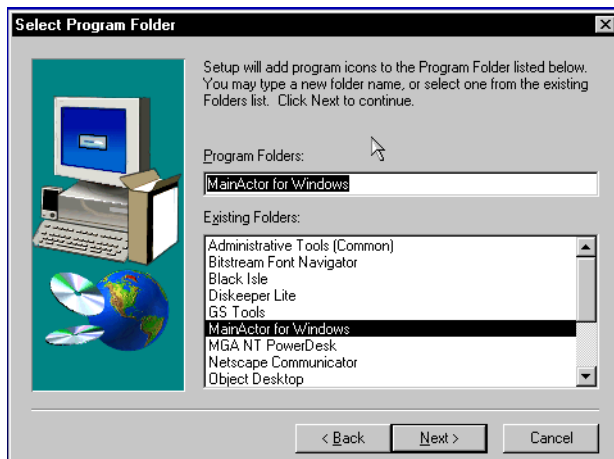 Select Program Folder
Setup will add program icons to the Program Folder listed below.
You may type a new folder name, or select one from the existing
Folders list. Click Next to continue.
Program Folders:
MainActor for Windows
Existing Folders:
Administrative Tools (Common)
Bitstream Font Navigator
Black Isle
Diskeeper Lite
GS Tools
MainActor for Windows
MGA NT PowerDesk
Netscape Communicator
Object Desktop
< Back
Next >
Cancel